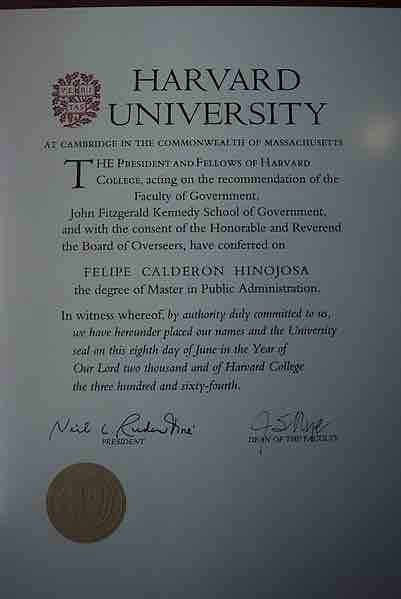 VE RI
TAS
HARVARD
UNIVERSITY
AT CAMBRIDGE IN THE COMMONWEALTH OF MASSACHUSETTS
THE PRESIDENT AND FELLOWS OF HARVARD
COLLEGE, acting on the recommendation of the
Faculty of Government,
John Fitzgerald Kennedy School of Government,
and with the consent of the Honorable and Reverend
the Board of Overseers, have conferred on
FELIPE CALDERON HINOJOSA
the degree of Master in Public Administration.
In witness whereof, by authority duly committed to us,
we have hereunder placed our names and the University
seal on this eighth day of June in the Year of
Our Lord two thousand and of Harvard College
the three hundred and sixty-fourth.
Neil L. Rudenstine JS Nye
PRESIDENT DEAN OF THE FACULTY